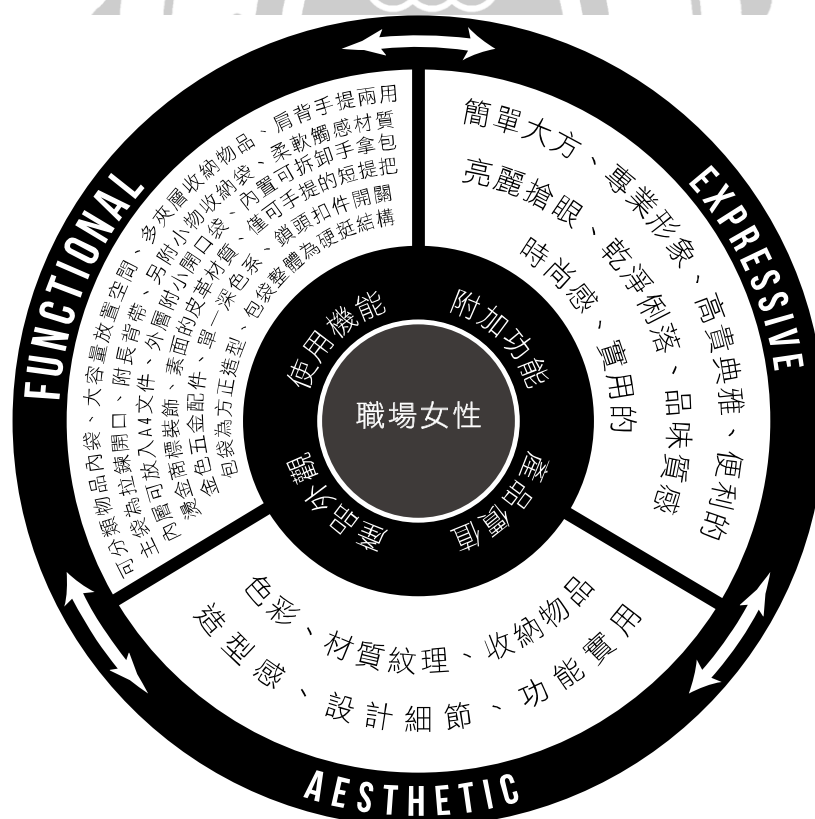 FUNCTIONAL
可分類物品內袋、大容量放置空間、多夾層收納物品、肩背手提兩用
主袋為拉鍊開口、附長背帶、另附小物收納袋、柔軟觸感材質
內層可放入A4文件、外層附小開口袋、內置可拆卸手拿包
燙金商標裝飾、素面的皮革材質、僅可手提的短提把
金色五金配件、單一深色系、鎖頭扣件開關
包袋為方正造型、包袋整體為硬挺結構
EXPRESSIVE
簡單大方、專業形象、高貴典雅、便利的
亮麗搶眼、乾淨俐落、品味質感
時尚感、實用的
使用機能
附加功能
職場女性
產品外觀
產品價值
色彩、材質紋理、收納物品
造型感、設計細節、功能實用
AESTHETIC